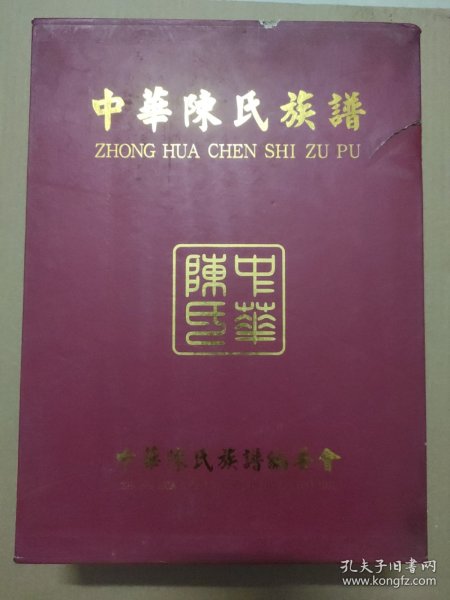 中華陳氏族譜
ZHONG HUA CHEN SHI ZU PU
中華
陳氏
中華陳氏族譜編委會
孔夫子旧书网
www.kongfz.com